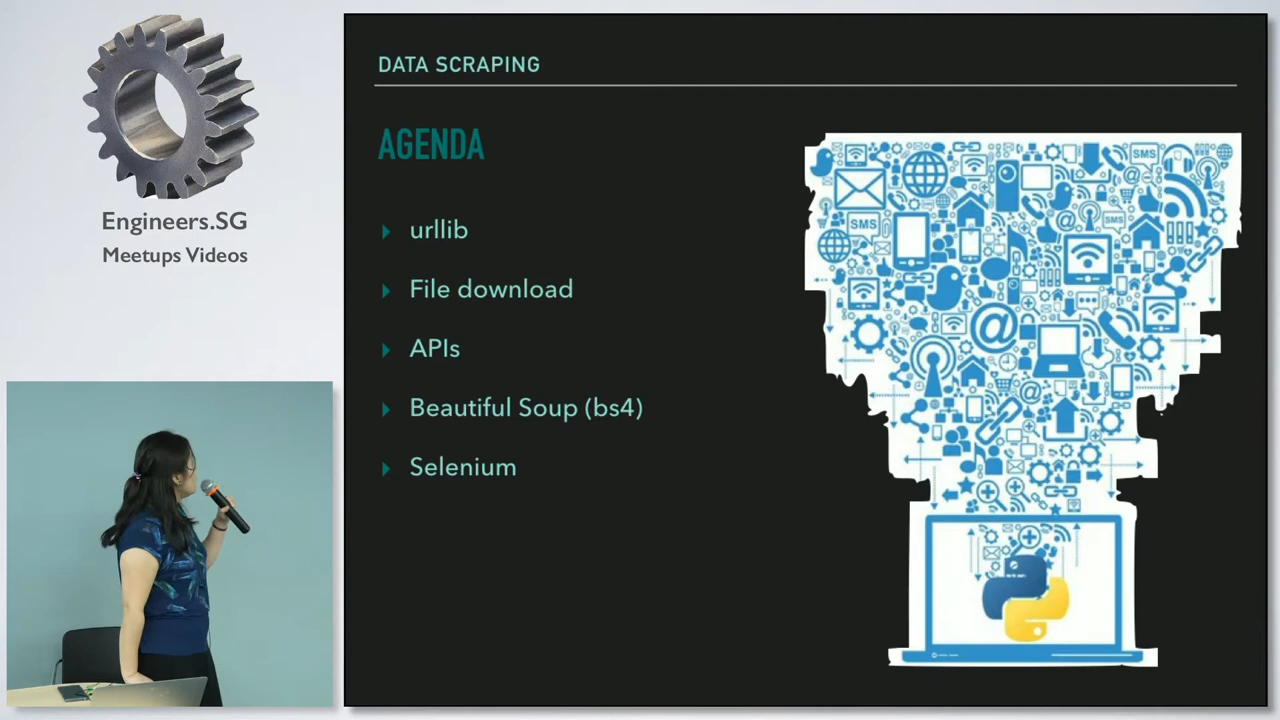 Engineers.SG
Meetups Videos
DATA SCRAPING
AGENDA
urllib
File download
APIs
Beautiful Soup (bs4)
Selenium
SMS
SMS